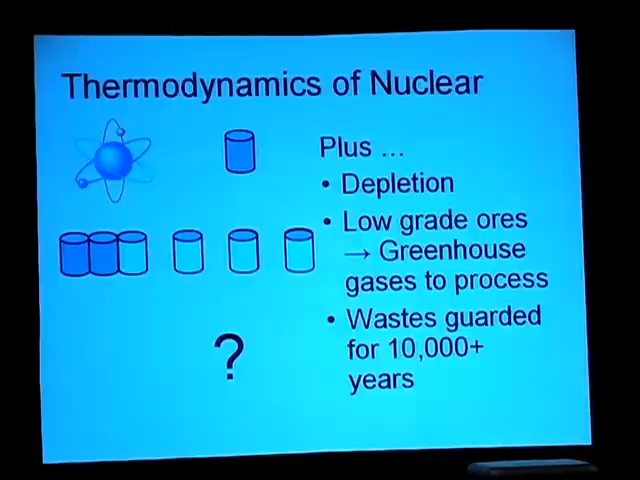 Thermodynamics of Nuclear
Plus ...
• Depletion
• Low grade ores
→ Greenhouse
gases to process
• Wastes guarded
for 10,000+
years
?